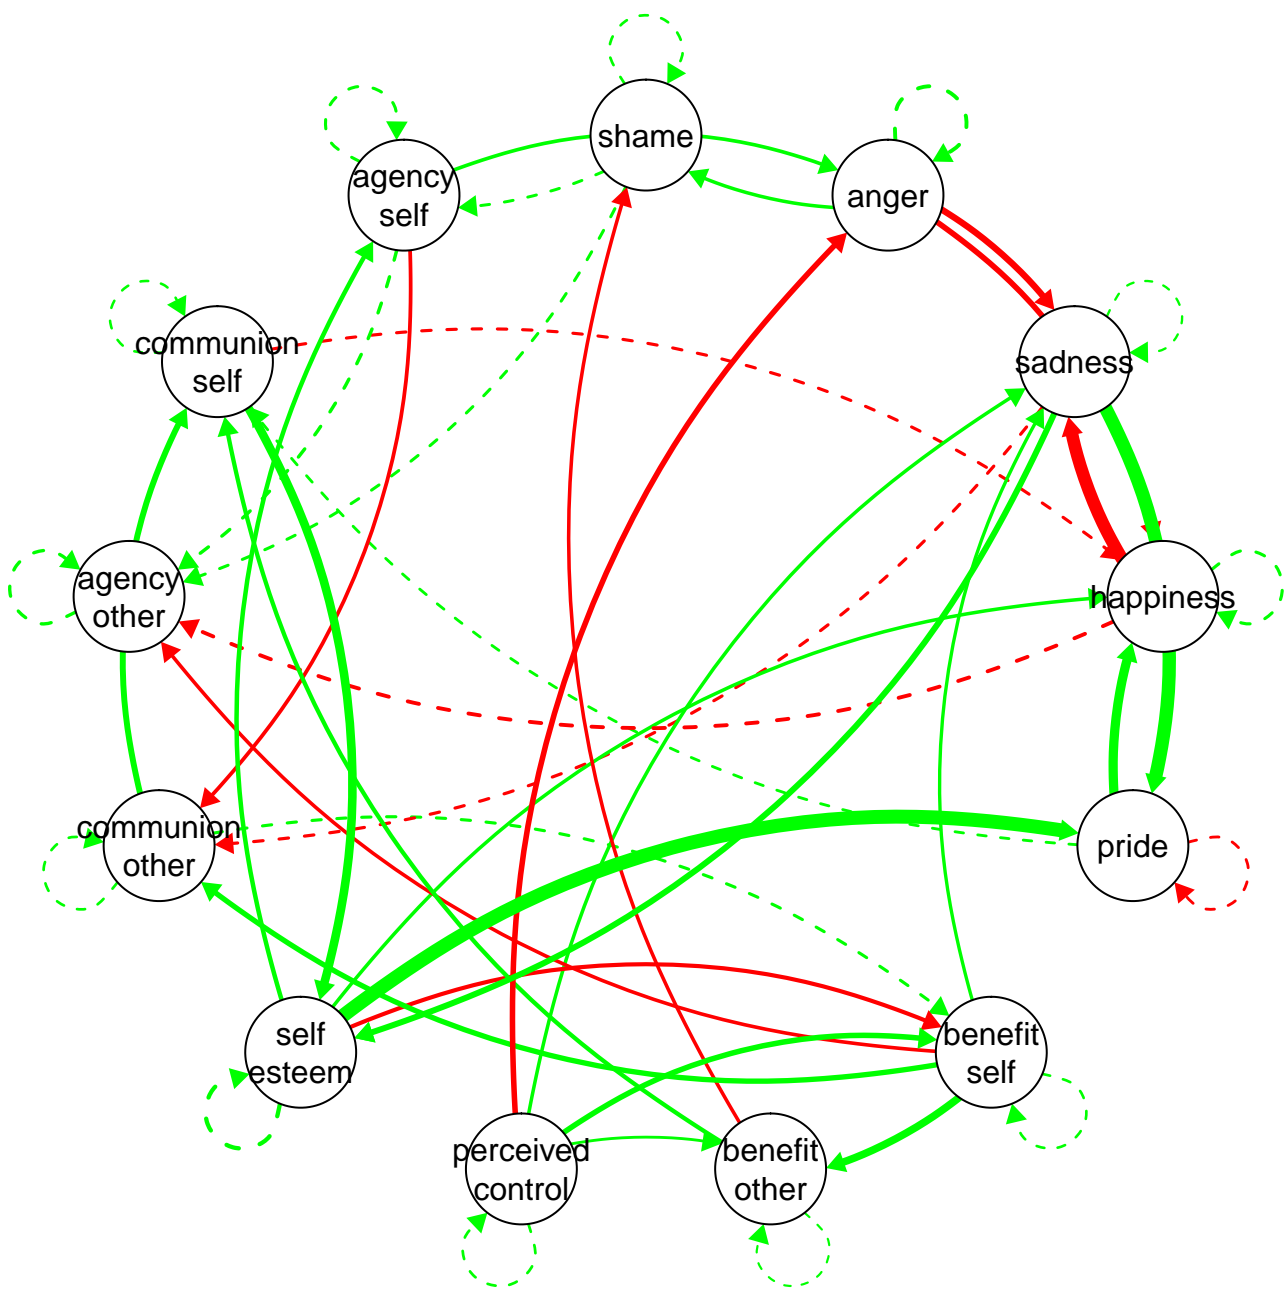 shame
agency
self
anger
communion
self
sadness
agency
other
happiness
communion
other
pride
self
esteem
benefit
self
perceived
control
benefit
other